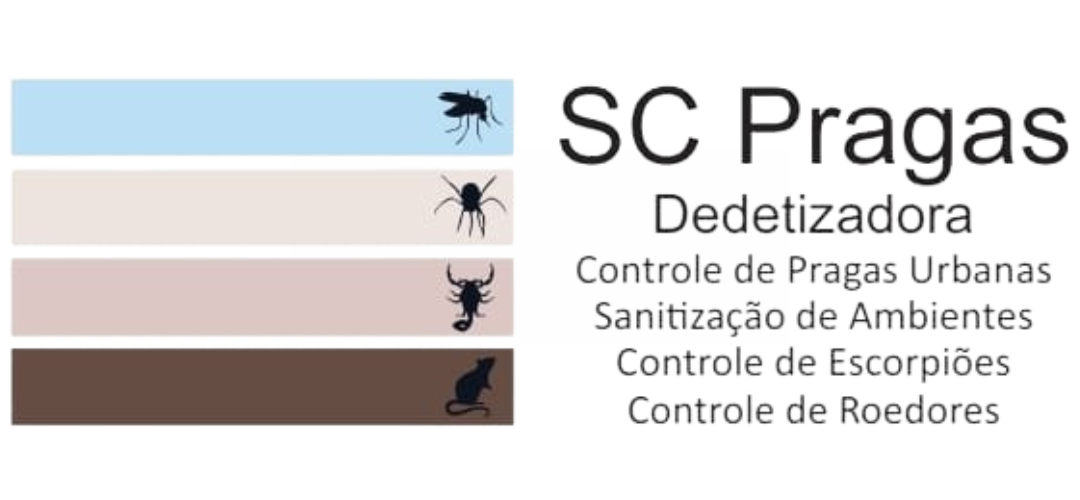 SC Pragas
Dedetizadora
Controle de Pragas Urbanas
Sanitização de Ambientes
Controle de Escorpiões
Controle de Roedores